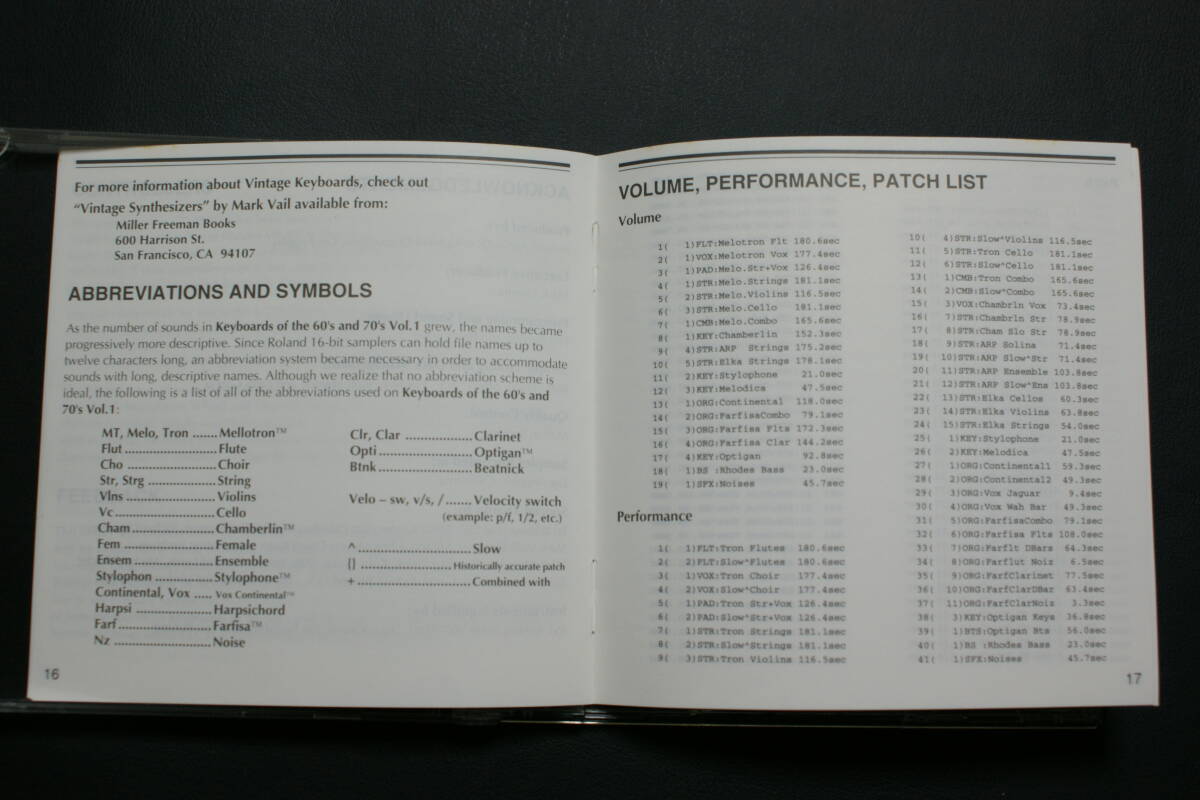 For more information about Vintage Keyboards, check out
“Vintage Synthesizers” by Mark Vail available from:
Miller Freeman Books
600 Harrison St.
San Francisco, CA 94107
ABBREVIATIONS AND SYMBOLS
As the number of sounds in Keyboards of the 60's and 70's Vol.1 grew, the names became
progressively more descriptive. Since Roland 16-bit samplers can hold file names up to
twelve characters long, an abbreviation system became necessary in order to accommodate
sounds with long, descriptive names. Although we realize that no abbreviation scheme is
ideal, the following is a list of all of the abbreviations used on Keyboards of the 60's and
70's Vol.1:
MT, Melo, Tron ....... Mellotron™
Flut ........................ Flute
Cho ....................... Choir
Str, Strg .................. String
Vlns ....................... Violins
Vc .......................... Cello
Cham ..................... Chamberlin™
Fem ....................... Female
Ensem .................... Ensemble
Stylophon ............... Stylophone™
Continental, Vox ..... Vox Continental™
Harpsi .................... Harpsichord
Farf ........................ Farfisa™
Nz .......................... Noise
Clr, Clar .................. Clarinet
Opti ........................ Optigan™
Btnk ....................... Beatnick
Velo – sw, v/s, / ....... Velocity switch
(example: p/f, 1/2, etc.)
^ ............................. Slow
{} ............................. Historically accurate patch
+ ............................. Combined with
16
VOLUME, PERFORMANCE, PATCH LIST
Volume
1( 1)FLT:Melotron Flt 180.6sec
2( 1)VOX:Melotron Vox 177.4sec
3( 1)PAD:Melo.Str+Vox 126.4sec
4( 1)STR:Melo.Strings 181.1sec
5( 2)STR:Melo.Violins 116.5sec
6( 3)STR:Melo.Cello 181.1sec
7( 1)CMB:Melo.Combo 165.6sec
8( 1)KEY:Chamberlin 152.3sec
9( 4)STR:ARP Strings 175.2sec
10( 5)STR:Elka Strings 178.1sec
11( 2)KEY:Stylophone 21.0sec
12( 3)KEY:Melodica 47.5sec
13( 1)ORG:Continental 118.0sec
14( 2)ORG:FarfisaCombo 79.1sec
15( 3)ORG:Farfisa Flts 172.3sec
16( 4)ORG:Farfisa Clar 144.2sec
17( 4)KEY:Optigan 92.8sec
18( 1)BS :Rhodes Bass 23.0sec
19( 1)SFX:Noises 45.7sec
Performance
1( 1)FLT:Tron Flutes 180.6sec
2( 2)FLT:Slow^Flutes 180.6sec
3( 1)VOX:Tron Choir 177.4sec
4( 2)VOX:Slow^Choir 177.4sec
5( 1)PAD:Tron Str+Vox 126.4sec
6( 2)PAD:Slow^Str+Vox 126.4sec
7( 1)STR:Tron Strings 181.1sec
8( 2)STR:Slow^Strings 181.1sec
9( 3)STR:Tron Violins 116.5sec
10( 4)STR:Slow^Violins 116.5sec
11( 5)STR:Tron Cello 181.1sec
12( 6)STR:Slow^Cello 181.1sec
13( 1)CMB:Tron Combo 165.6sec
14( 2)CMB:Slow^Combo 165.6sec
15( 3)VOX:Chambrln Vox 73.4sec
16( 7)STR:Chambrln Str 78.9sec
17( 8)STR:Cham Slo Str 78.9sec
18( 9)STR:ARP Solina 71.4sec
19( 10)STR:ARP Slow^Str 71.4sec
20( 11)STR:ARP Ensemble 103.8sec
21( 12)STR:ARP Slow^Ens 103.8sec
22( 13)STR:Elka Cellos 60.3sec
23( 14)STR:Elka Violins 63.8sec
24( 15)STR:Elka Strings 54.0sec
25( 1)KEY:Stylophone 21.0sec
26( 2)KEY:Melodica 47.5sec
27( 1)ORG:Continental1 59.3sec
28( 2)ORG:Continental2 49.3sec
29( 3)ORG:Vox Jaguar 9.4sec
30( 4)ORG:Vox Wah Bar 49.3sec
31( 5)ORG:FarfisaCombo 79.1sec
32( 6)ORG:Farfisa Flts 108.0sec
33( 7)ORG:Farflt DBars 64.3sec
34( 8)ORG:Farflut Noiz 6.5sec
35( 9)ORG:FarfClarinet 77.5sec
36( 10)ORG:FarfClarDBar 63.4sec
37( 11)ORG:FarfClarNoiz 3.3sec
38( 3)KEY:Optigan Keys 36.8sec
39( 1)BTS:Optigan Bts 56.0sec
40( 1)BS :Rhodes Bass 23.0sec
41( 1)SFX:Noises 45.7sec
17